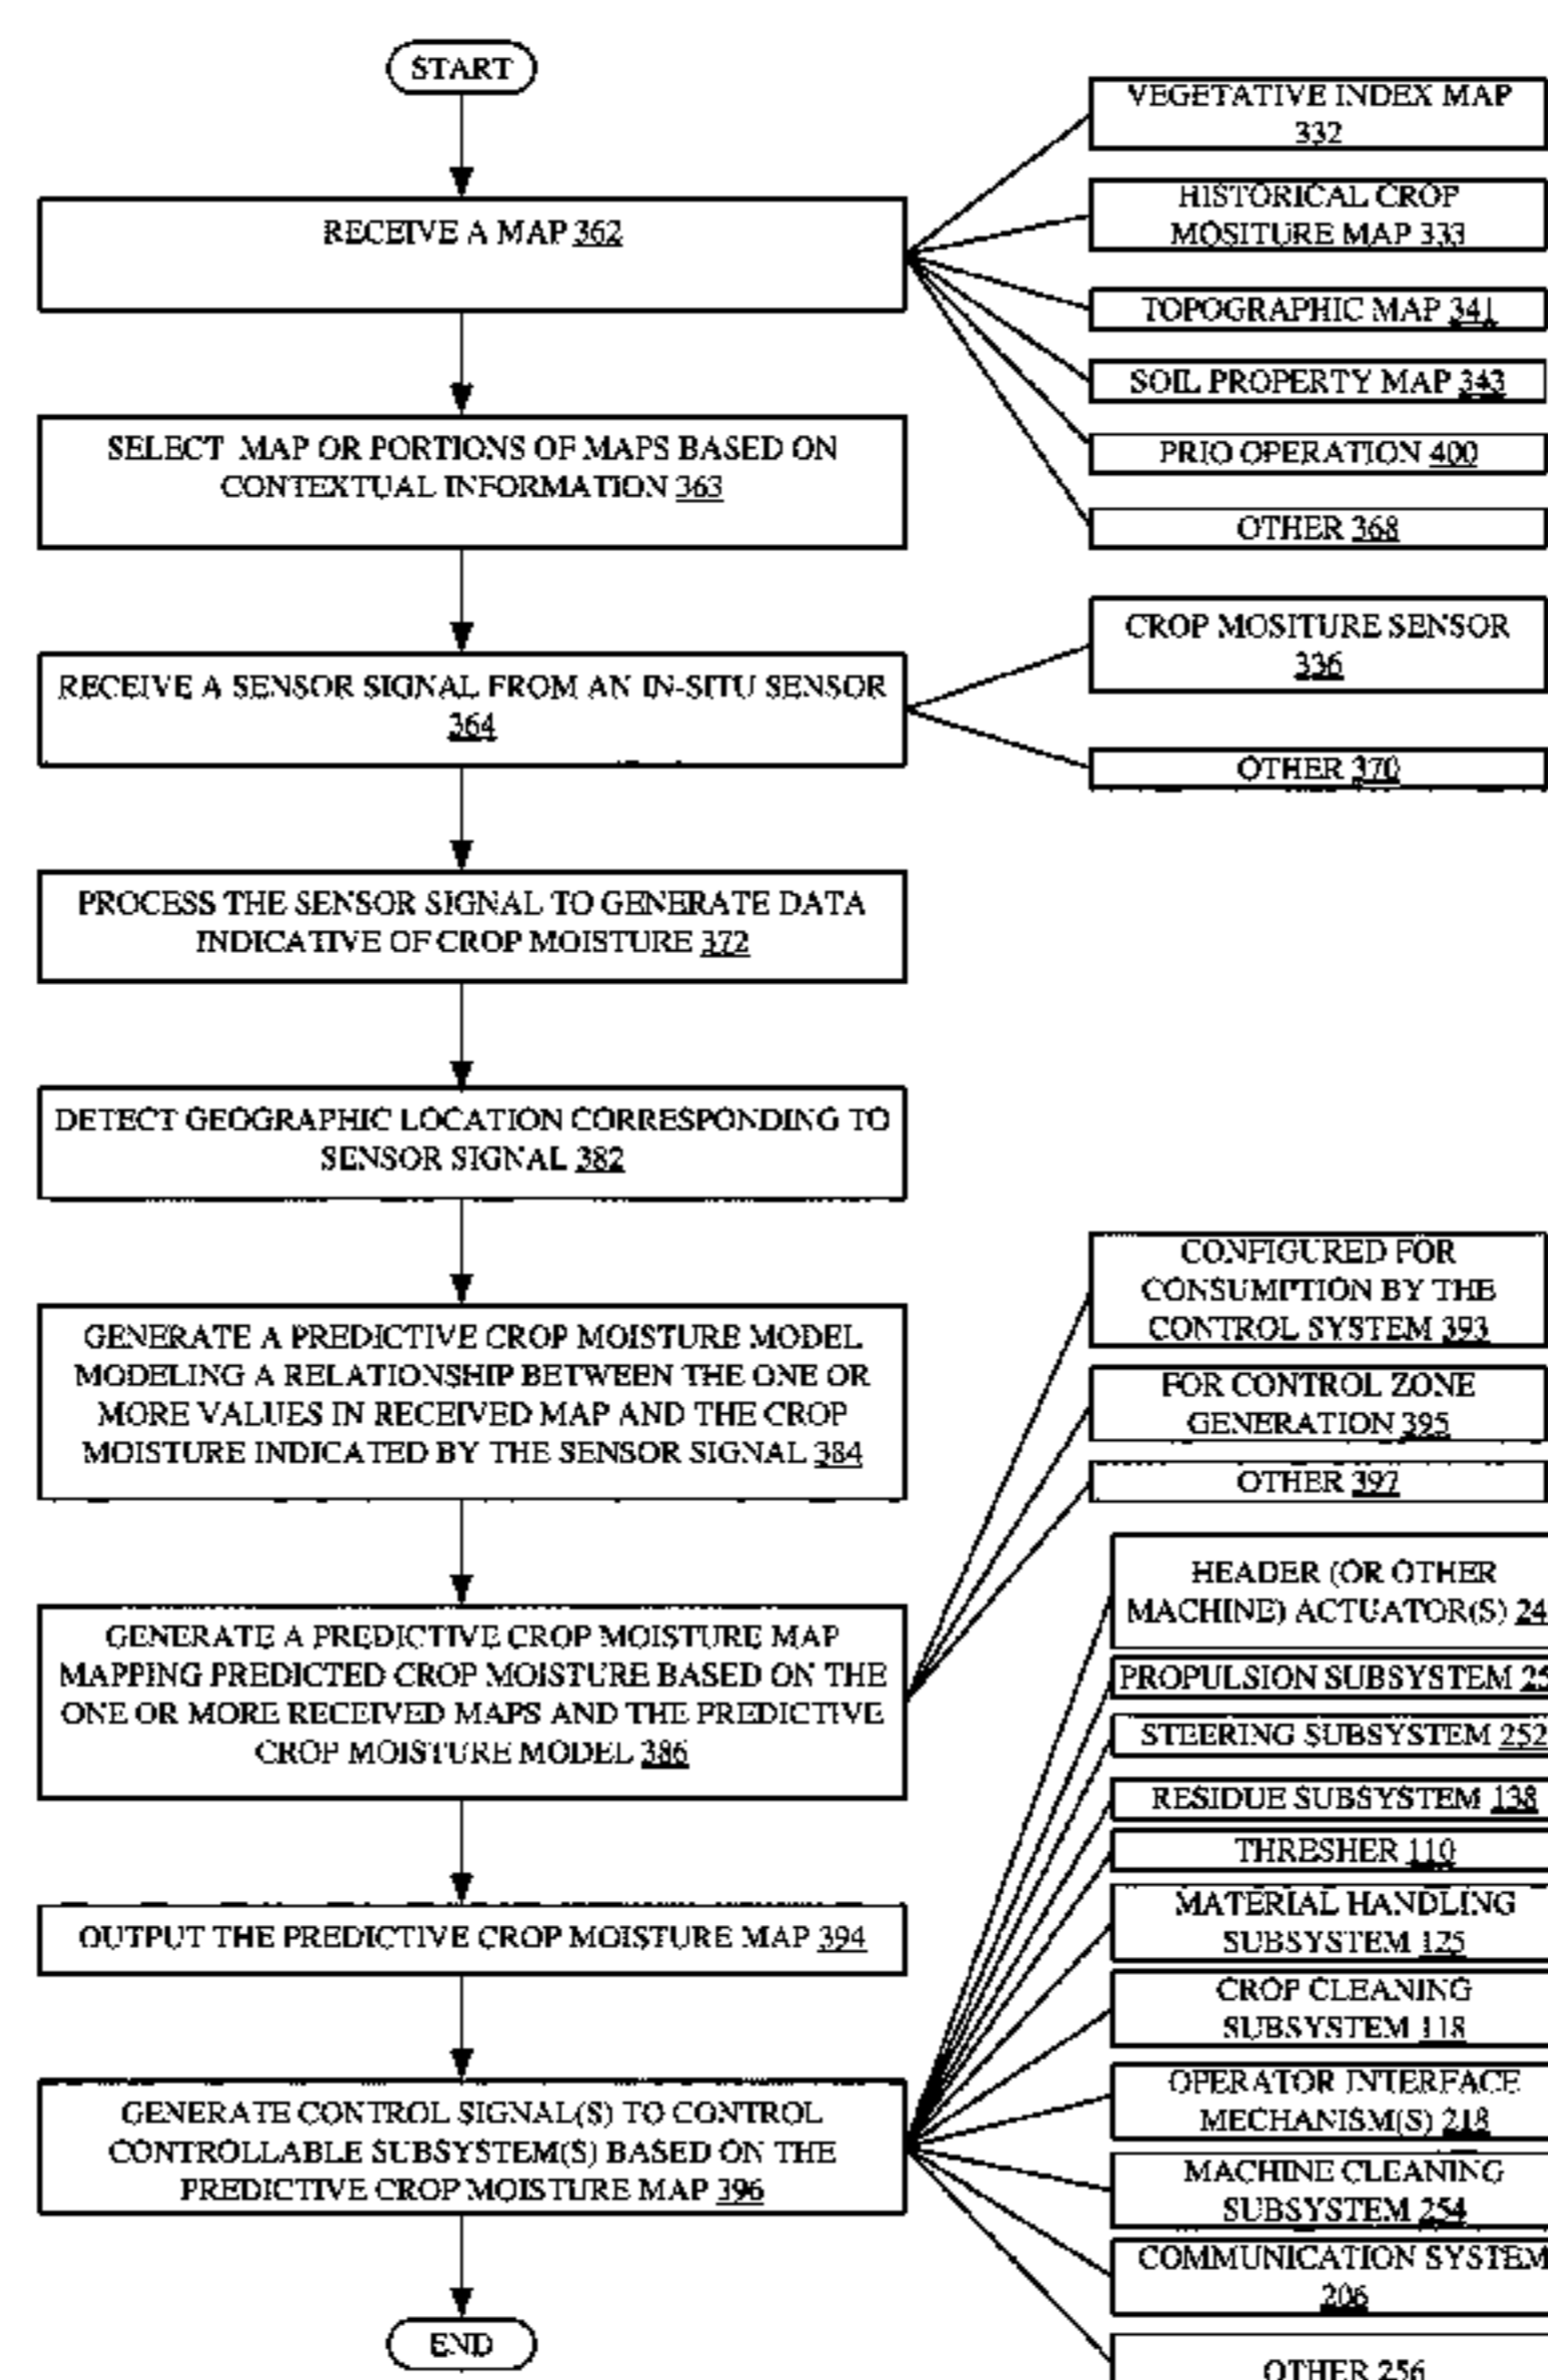 START
RECEIVE A MAP 362
VEGETATIVE INDEX MAP
332
HISTORICAL CROP
MOSITURE MAP 333
TOPOGRAPHIC MAP 341
SOIL PROPERTY MAP 343
PRIO OPERATION 400
OTHER 368
SELECT MAP OR PORTIONS OF MAPS BASED ON
CONTEXTUAL INFORMATION 363
RECEIVE A SENSOR SIGNAL FROM AN IN-SITU SENSOR
364
CROP MOSITURE SENSOR
336
OTHER 370
PROCESS THE SENSOR SIGNAL TO GENERATE DATA
INDICATIVE OF CROP MOISTURE 372
DETECT GEOGRAPHIC LOCATION CORRESPONDING TO
SENSOR SIGNAL 382
GENERATE A PREDICTIVE CROP MOISTURE MODEL
MODELING A RELATIONSHIP BETWEEN THE ONE OR
MORE VALUES IN RECEIVED MAP AND THE CROP
MOISTURE INDICATED BY THE SENSOR SIGNAL 384
GENERATE A PREDICTIVE CROP MOISTURE MAP
MAPPING PREDICTED CROP MOISTURE BASED ON THE
ONE OR MORE RECEIVED MAPS AND THE PREDICTIVE
CROP MOISTURE MODEL 386
CONFIGURED FOR
CONSUMPTION BY THE
CONTROL SYSTEM 393
FOR CONTROL ZONE
GENERATION 395
OTHER 397
OUTPUT THE PREDICTIVE CROP MOISTURE MAP 394
GENERATE CONTROL SIGNAL(S) TO CONTROL
CONTROLLABLE SUBSYSTEM(S) BASED ON THE
PREDICTIVE CROP MOISTURE MAP 396
HEADER (OR OTHER
MACHINE) ACTUATOR(S)
PROPULSION SUBSYSTEM
STEERING SUBSYSTEM 252
RESIDUE SUBSYSTEM 138
THRESHER 110
MATERIAL HANDLING
SUBSYSTEM 125
CROP CLEANING
SUBSYSTEM 118
OPERATOR INTERFACE
MECHANISM(S) 218
MACHINE CLEANING
SUBSYSTEM 254
COMMUNICATION SYSTEM
206
OTHER 256
END